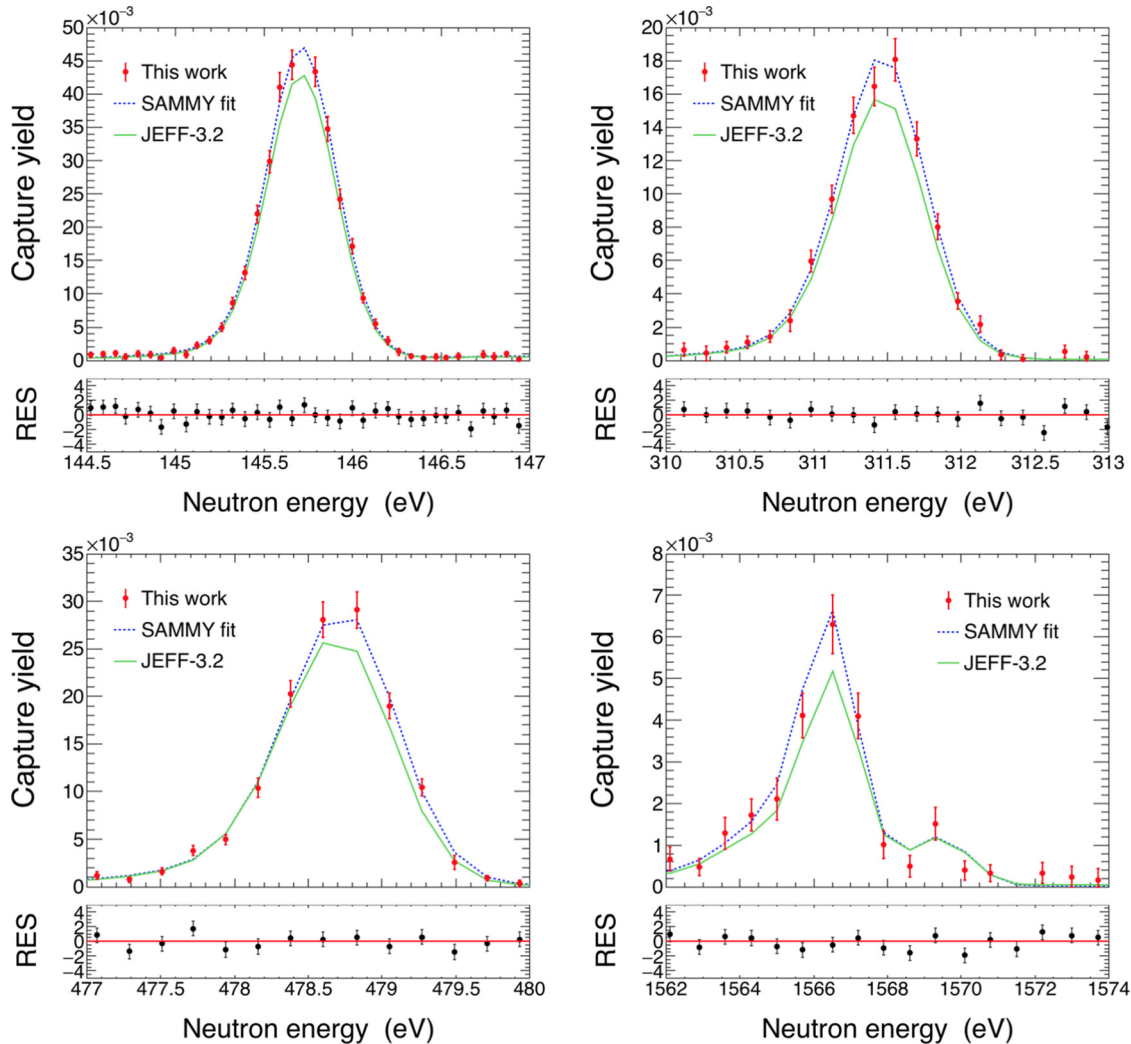 ×10⁻³
50
45
40
35
30
25
20
15
10
5
0
This work
SAMMY fit
JEFF-3.2
Capture yield
4
2
0
−2
−4
RES
144.5 145 145.5 146 146.5 147
Neutron energy (eV)
×10⁻³
20
18
16
14
12
10
8
6
4
2
0
This work
SAMMY fit
JEFF-3.2
Capture yield
4
2
0
−2
−4
RES
310 310.5 311 311.5 312 312.5 313
Neutron energy (eV)
×10⁻³
35
30
25
20
15
10
5
0
This work
SAMMY fit
JEFF-3.2
Capture yield
4
2
0
−2
−4
RES
477 477.5 478 478.5 479 479.5 480
Neutron energy (eV)
×10⁻³
8
7
6
5
4
3
2
1
0
This work
SAMMY fit
JEFF-3.2
Capture yield
4
2
0
−2
−4
RES
1562 1564 1566 1568 1570 1572 1574
Neutron energy (eV)